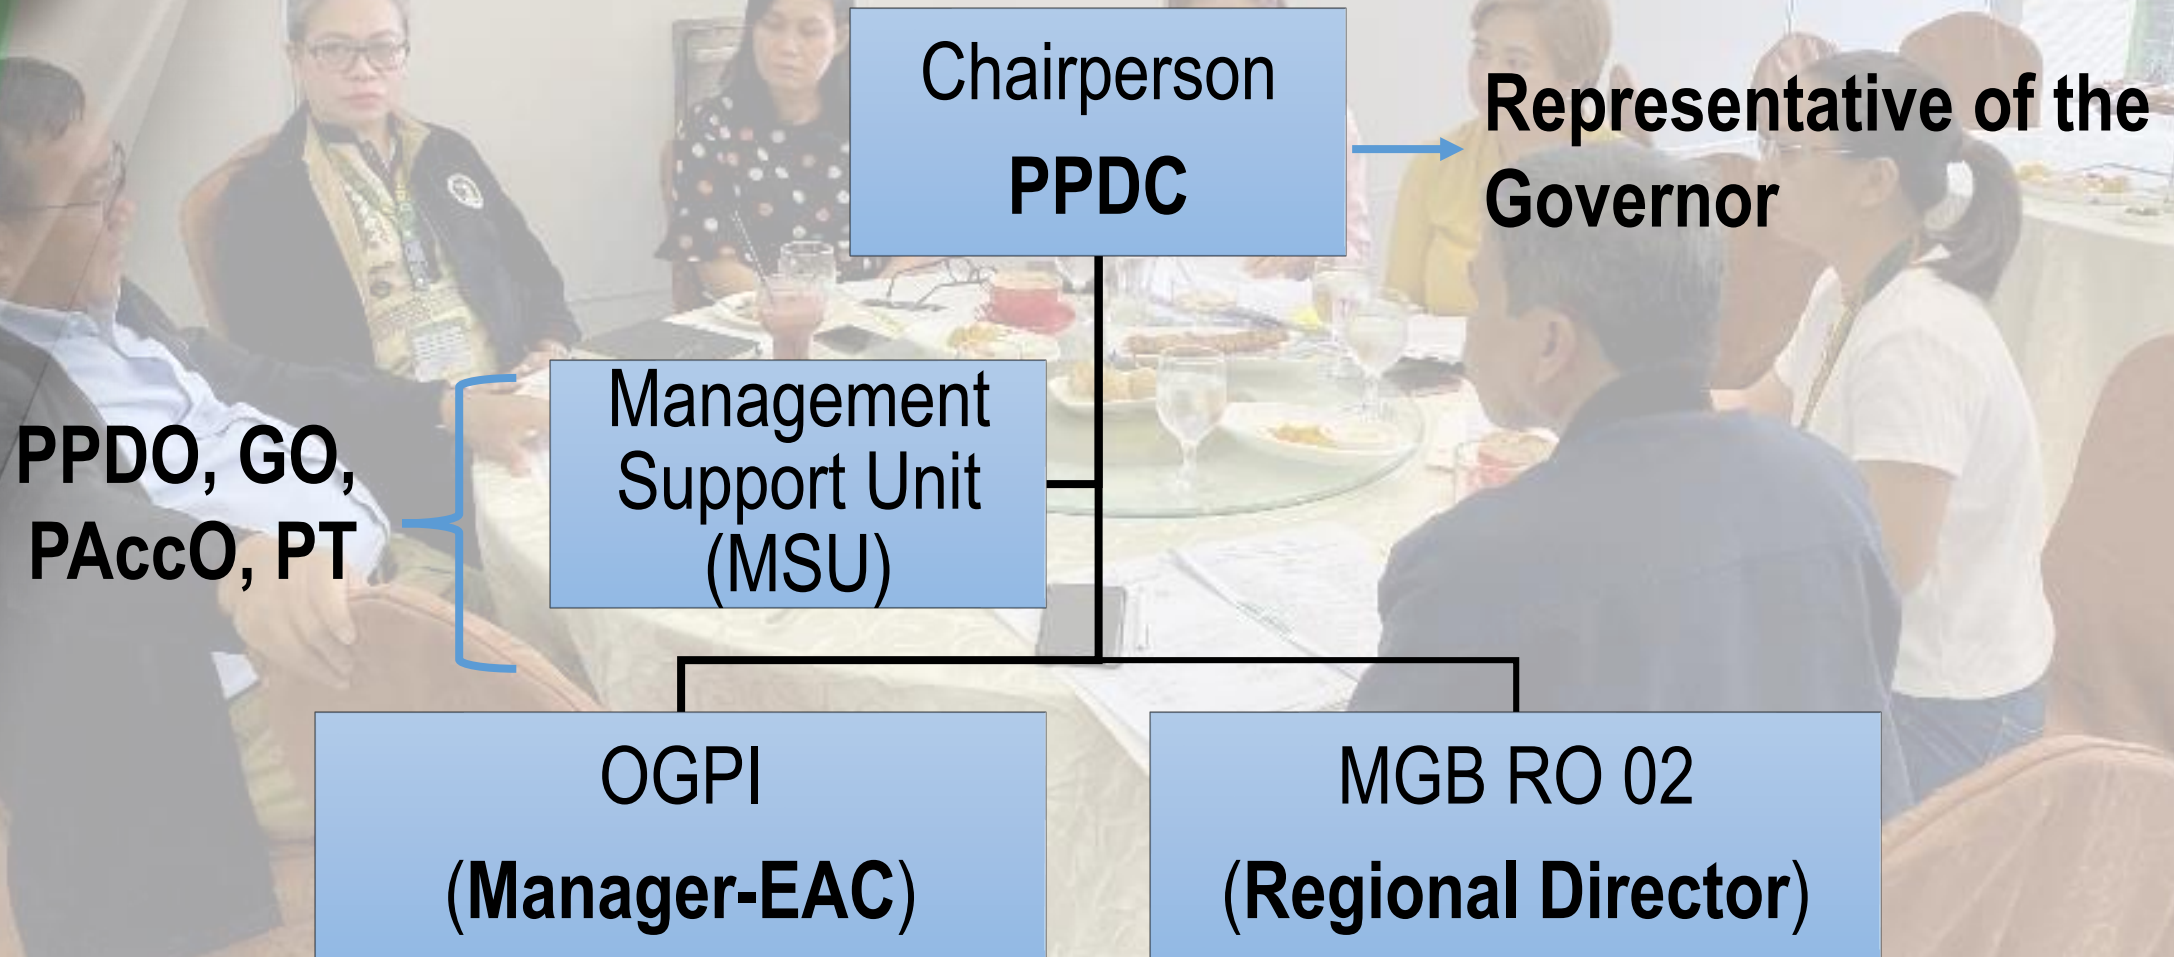 Chairperson
PPDC
Representative of the
Governor
Management
Support Unit
(MSU)
PPDO, GO,
PAccO, PT
OGPI
(Manager-EAC)
MGB RO 02
(Regional Director)